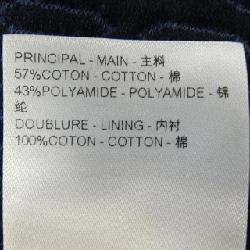 PRINCIPAL - MAIN - 主料
57%COTON - COTTON - 棉
43%POLYAMIDE - POLYAMIDE - 锦
纶
DOUBLURE - LINING - 内衬
100%COTON - COTTON - 棉